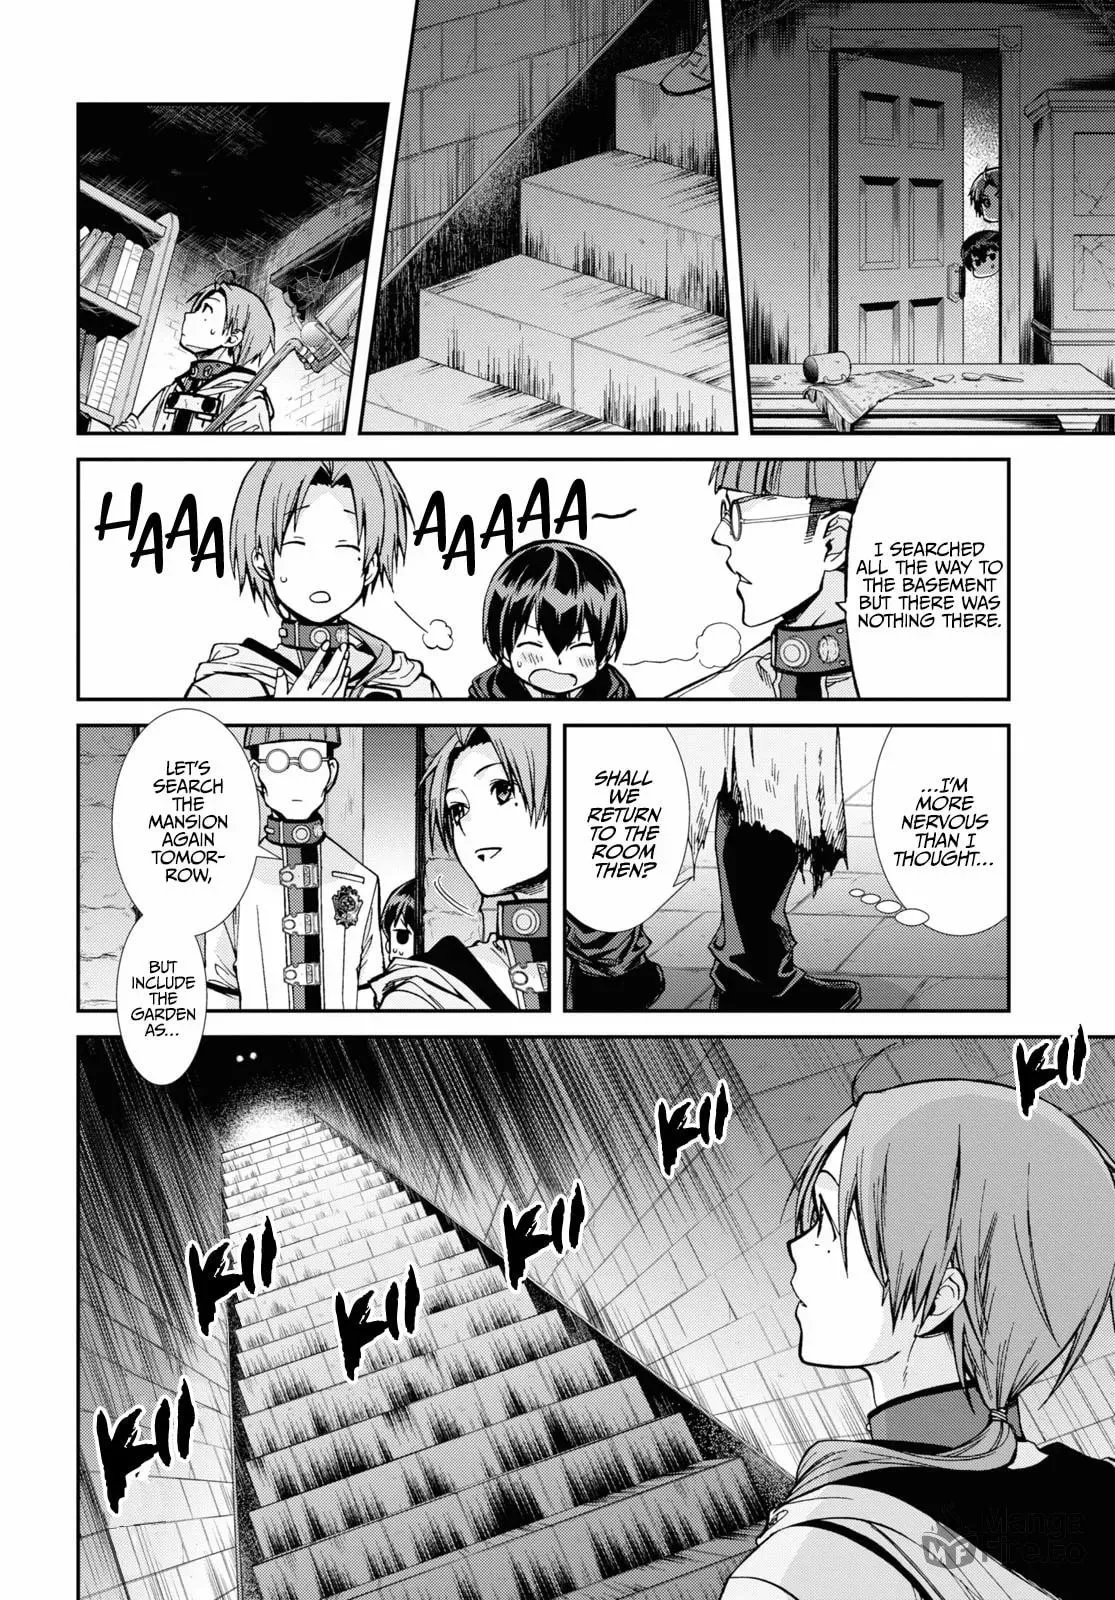 I SEARCHED
ALL THE WAY TO
THE BASEMENT
BUT THERE WAS
NOTHING THERE.
AAAAA~
HAAA
...I'M
MORE
NERVOUS
THAN I
THOUGHT...
SHALL
WE
RETURN
TO THE
ROOM
THEN?
LET'S
SEARCH
THE
MANSION
AGAIN
TOMOR-
ROW,
BUT
INCLUDE
THE
GARDEN
AS...
KII
KII
KII
KII
KII
KII
Manga
MF Fire.to